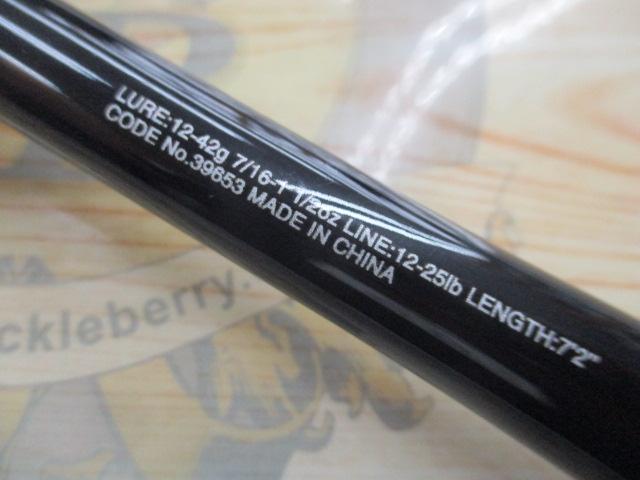 LURE:12-42g 7/16-1 1/2oz LINE:12-25lb LENGTH:7'2"
CODE No.39653 MADE IN CHINA
ckleberry.